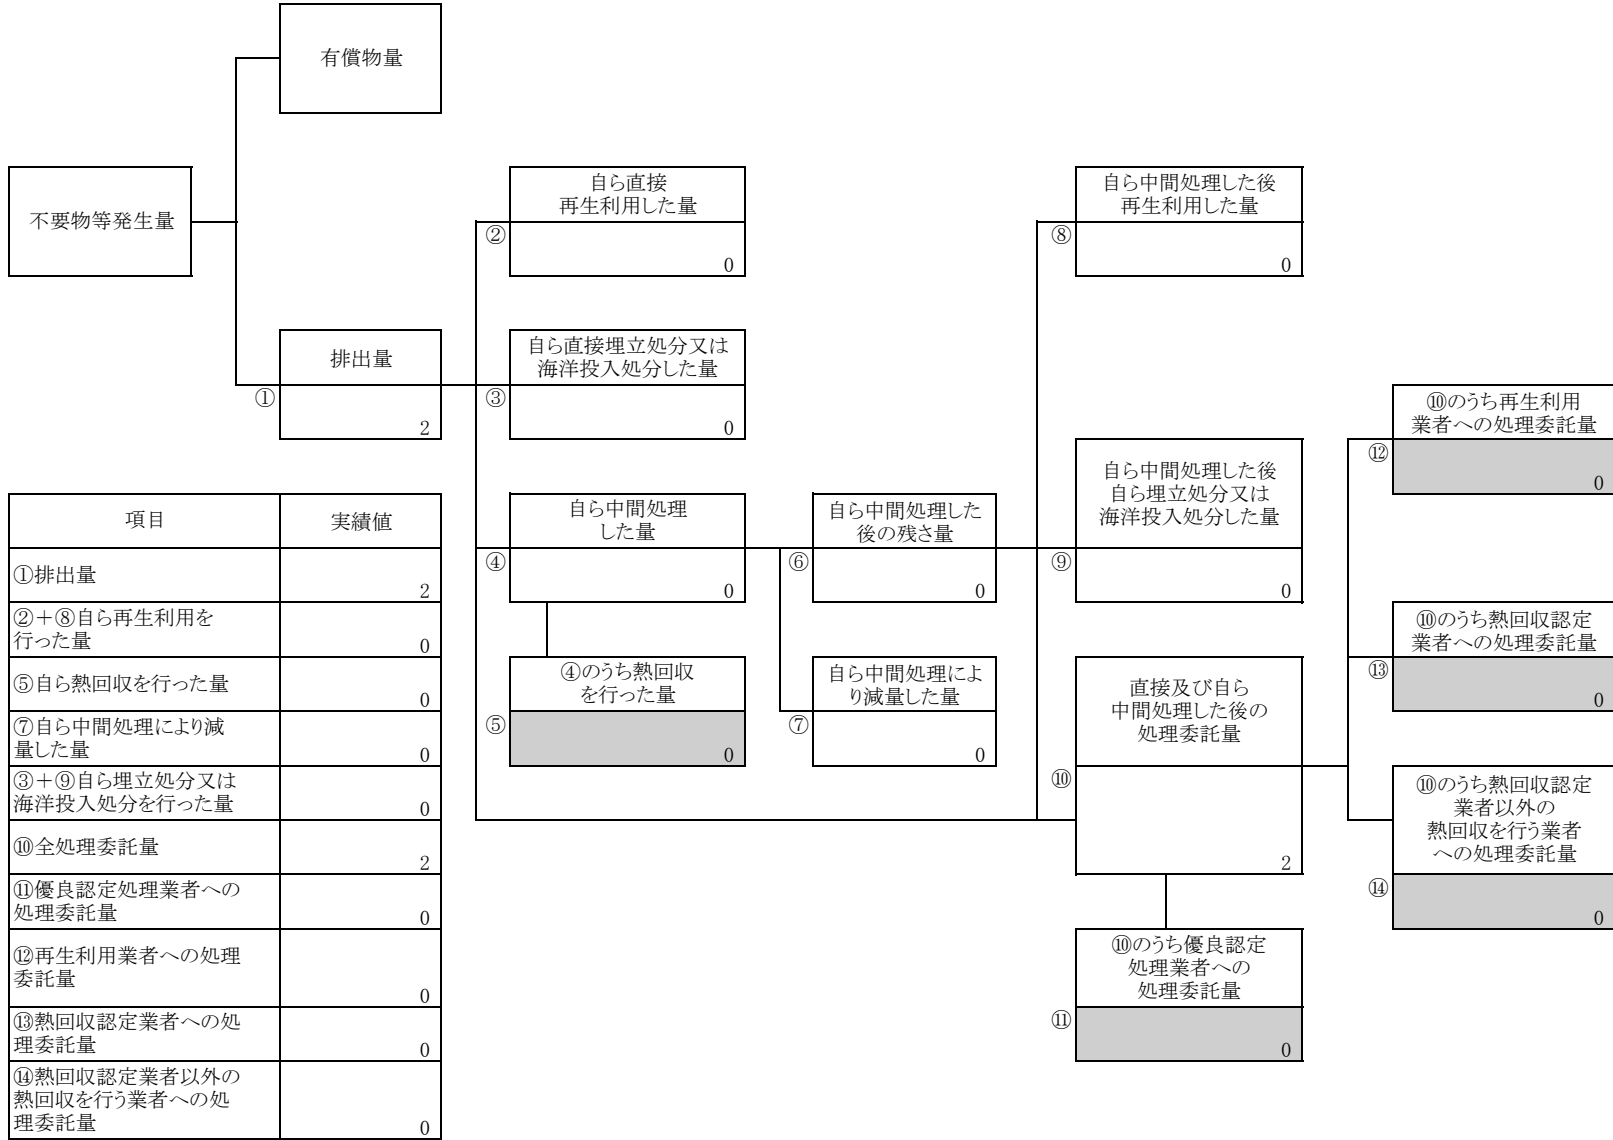 有償物量
不要物等発生量
自ら直接
再生利用した量
②
0
自ら中間処理した後
再生利用した量
⑧
0
排出量
①
2
自ら直接埋立処分又は
海洋投入処分した量
③
0
自ら中間処理
した量
④
0
自ら中間処理した
後の残さ量
⑥
0
自ら中間処理した後
自ら埋立処分又は
海洋投入処分した量
⑨
0
④のうち熱回収
を行った量
⑤
0
自ら中間処理によ
り減量した量
⑦
0
直接及び自ら
中間処理した後の
処理委託量
⑩
2
⑩のうち優良認定
処理業者への
処理委託量
⑪
0
⑩のうち再生利用
業者への処理委託量
⑫
0
⑩のうち熱回収認定
業者への処理委託量
⑬
0
⑩のうち熱回収認定
業者以外の
熱回収を行う業者
への処理委託量
⑭
0
項目
実績値
①排出量
2
②＋⑧自ら再生利用を
行った量
0
⑤自ら熱回収を行った量
0
⑦自ら中間処理により減
量した量
0
③＋⑨自ら埋立処分又は
海洋投入処分を行った量
0
⑩全処理委託量
2
⑪優良認定処理業者への
処理委託量
0
⑫再生利用業者への処理
委託量
0
⑬熱回収認定業者への処
理委託量
0
⑭熱回収認定業者以外の
熱回収を行う業者への処
理委託量
0